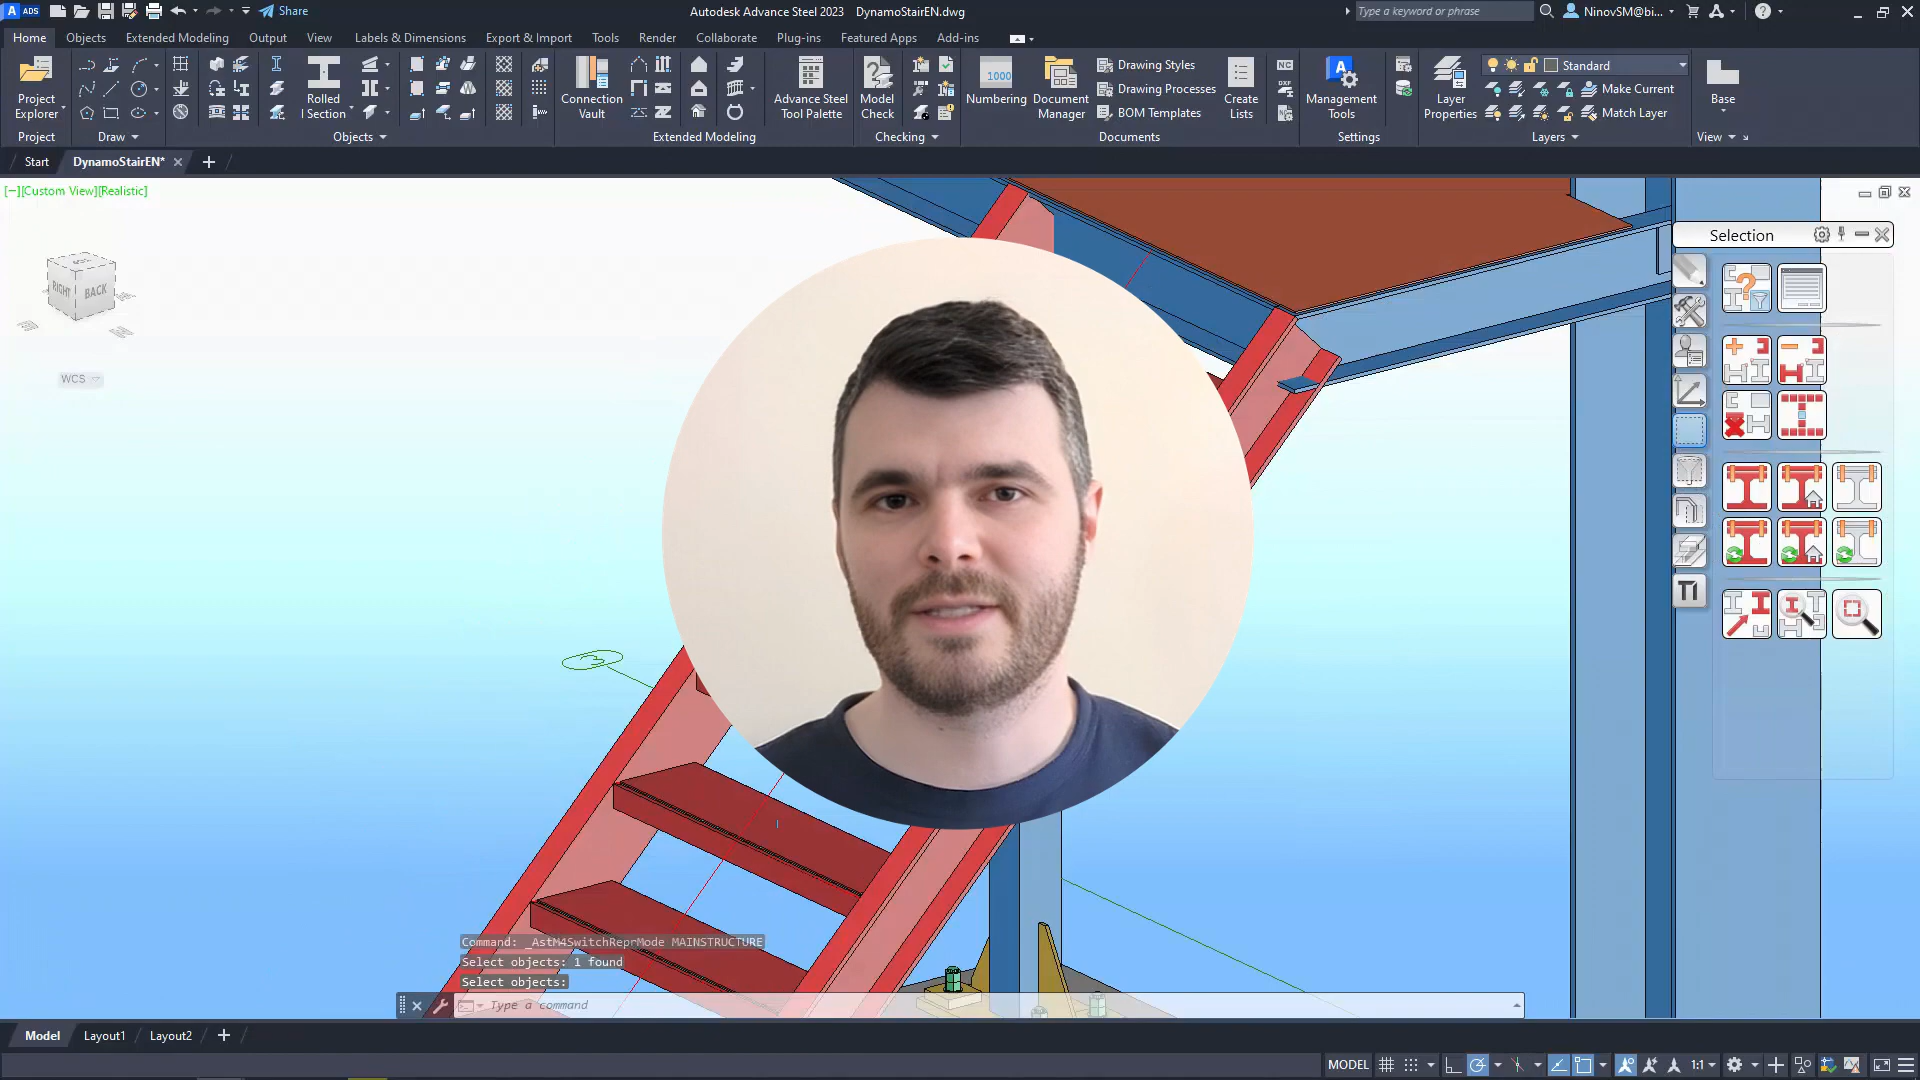 A ADS Share Autodesk Advance Steel 2023 DynamoStairEN.dwg Type a keyword or phrase NinovSM@bi...
Home Objects Extended Modeling Output View Labels & Dimensions Export & Import Tools Render Collaborate Plug-ins Featured Apps Add-ins
Project Explorer
Rolled I Section
Connection Vault
Advance Steel Tool Palette
Model Check
1000
Numbering
Document Manager
Drawing Styles
Drawing Processes
BOM Templates
Create Lists
NC
DXF
Management Tools
Layer Properties
Standard
Make Current
Match Layer
Base
Project Draw Objects Extended Modeling Checking Documents Settings Layers View
Start DynamoStairEN*
[−][Custom View][Realistic]
Selection
RIGHT BACK
WCS
3
Command: _AstM4SwitchReprMode MAINSTRUCTURE
Select objects: 1 found
Select objects:
Type a command
Model Layout1 Layout2
MODEL 1:1